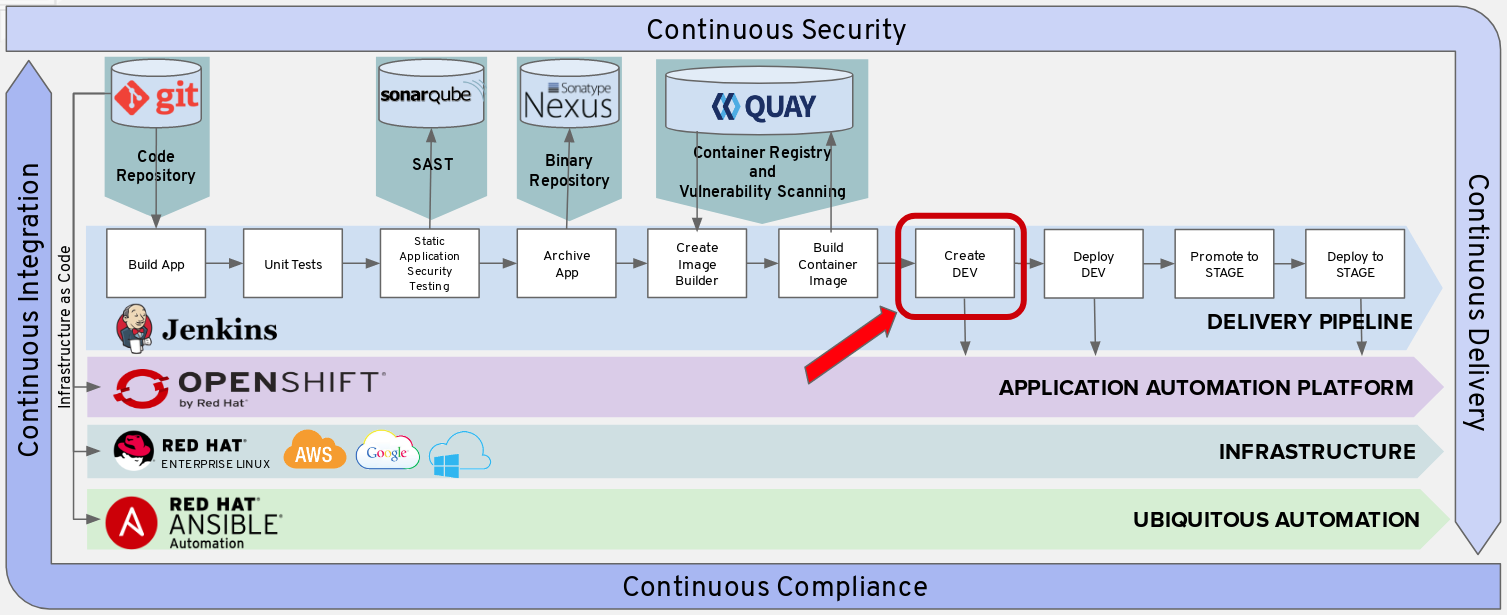 Continuous Security
Continuous Integration
Infrastructure as Code
git
Code
Repository
sonarqube
SAST
Sonatype
Nexus
Binary
Repository
QUAY
Container Registry
and
Vulnerability Scanning
Build App
Unit Tests
Static
Application
Security
Testing
Archive
App
Create
Image
Builder
Build
Container
Image
Create
DEV
Deploy
DEV
Promote to
STAGE
Deploy to
STAGE
Jenkins
DELIVERY PIPELINE
OPENSHIFT®
by Red Hat®
APPLICATION AUTOMATION PLATFORM
RED HAT®
ENTERPRISE LINUX
AWS
Google
INFRASTRUCTURE
A
RED HAT®
ANSIBLE®
Automation
UBIQUITOUS AUTOMATION
Continuous Delivery
Continuous Compliance